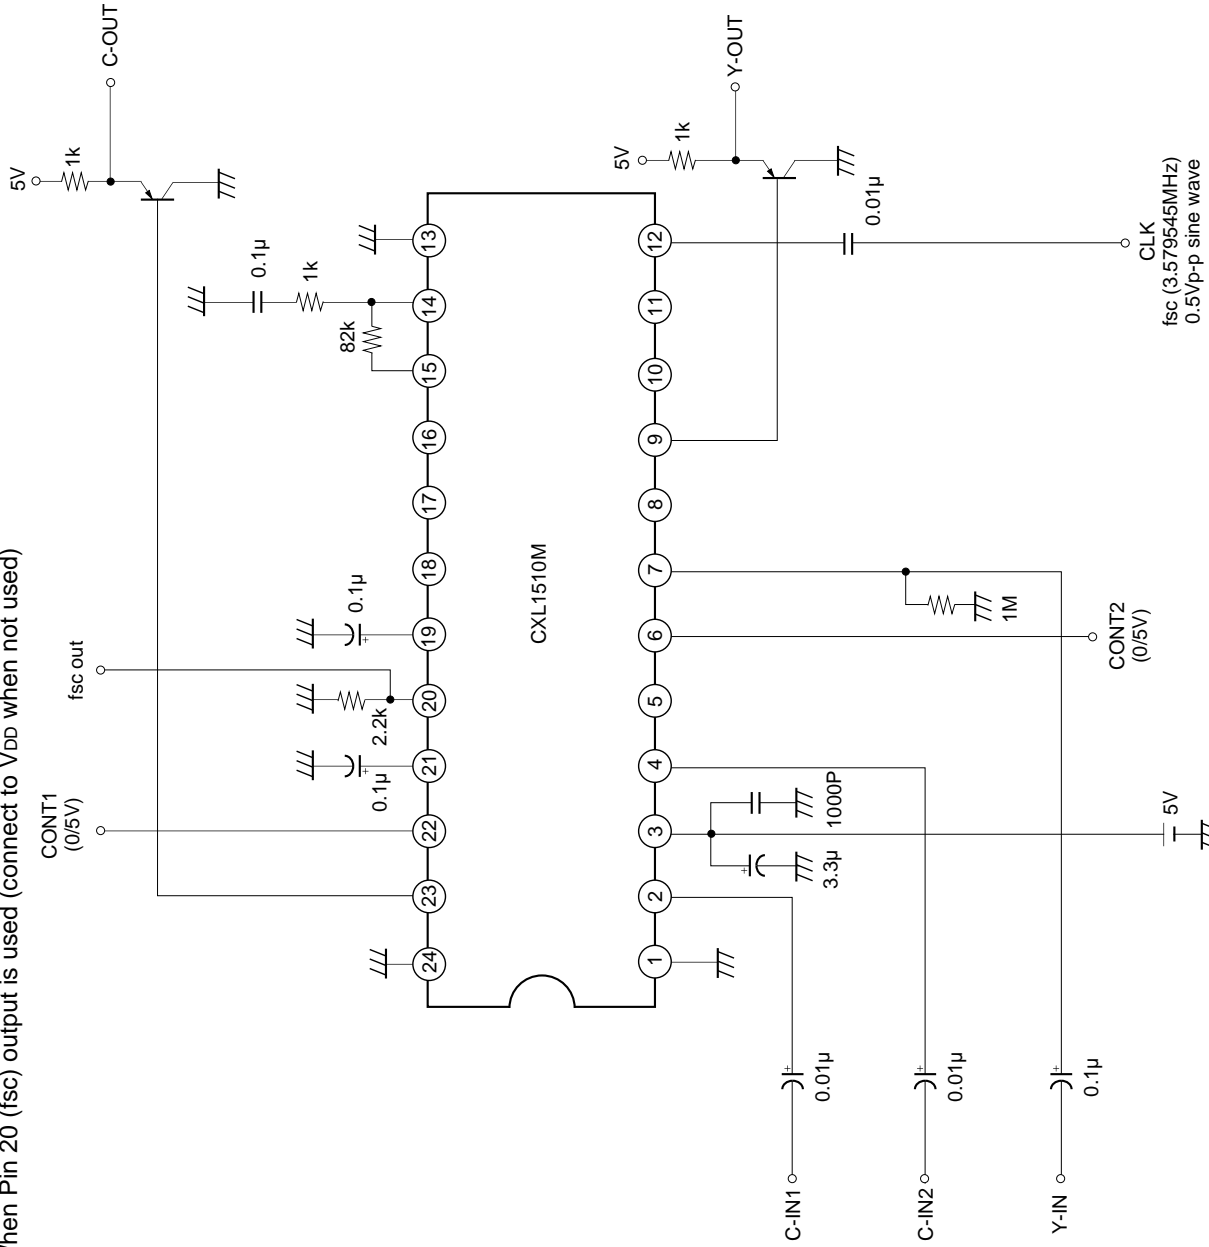 hen Pin 20 (fsc) output is used (connect to VDD when not used)
5V
1k
C-OUT
CONT1
(0/5V)
fsc out
0.1μ
2.2k
0.1μ
82k
1k
0.1μ
24
23
22
21
20
19
18
17
16
15
14
13
CXL1510M
1
2
3
4
5
6
7
8
9
10
11
12
5V
1k
Y-OUT
3.3μ
1000P
1M
0.01μ
C-IN1
0.01μ
C-IN2
0.01μ
Y-IN
0.1μ
5V
CONT2
(0/5V)
CLK
fsc (3.579545MHz)
0.5Vp-p sine wave